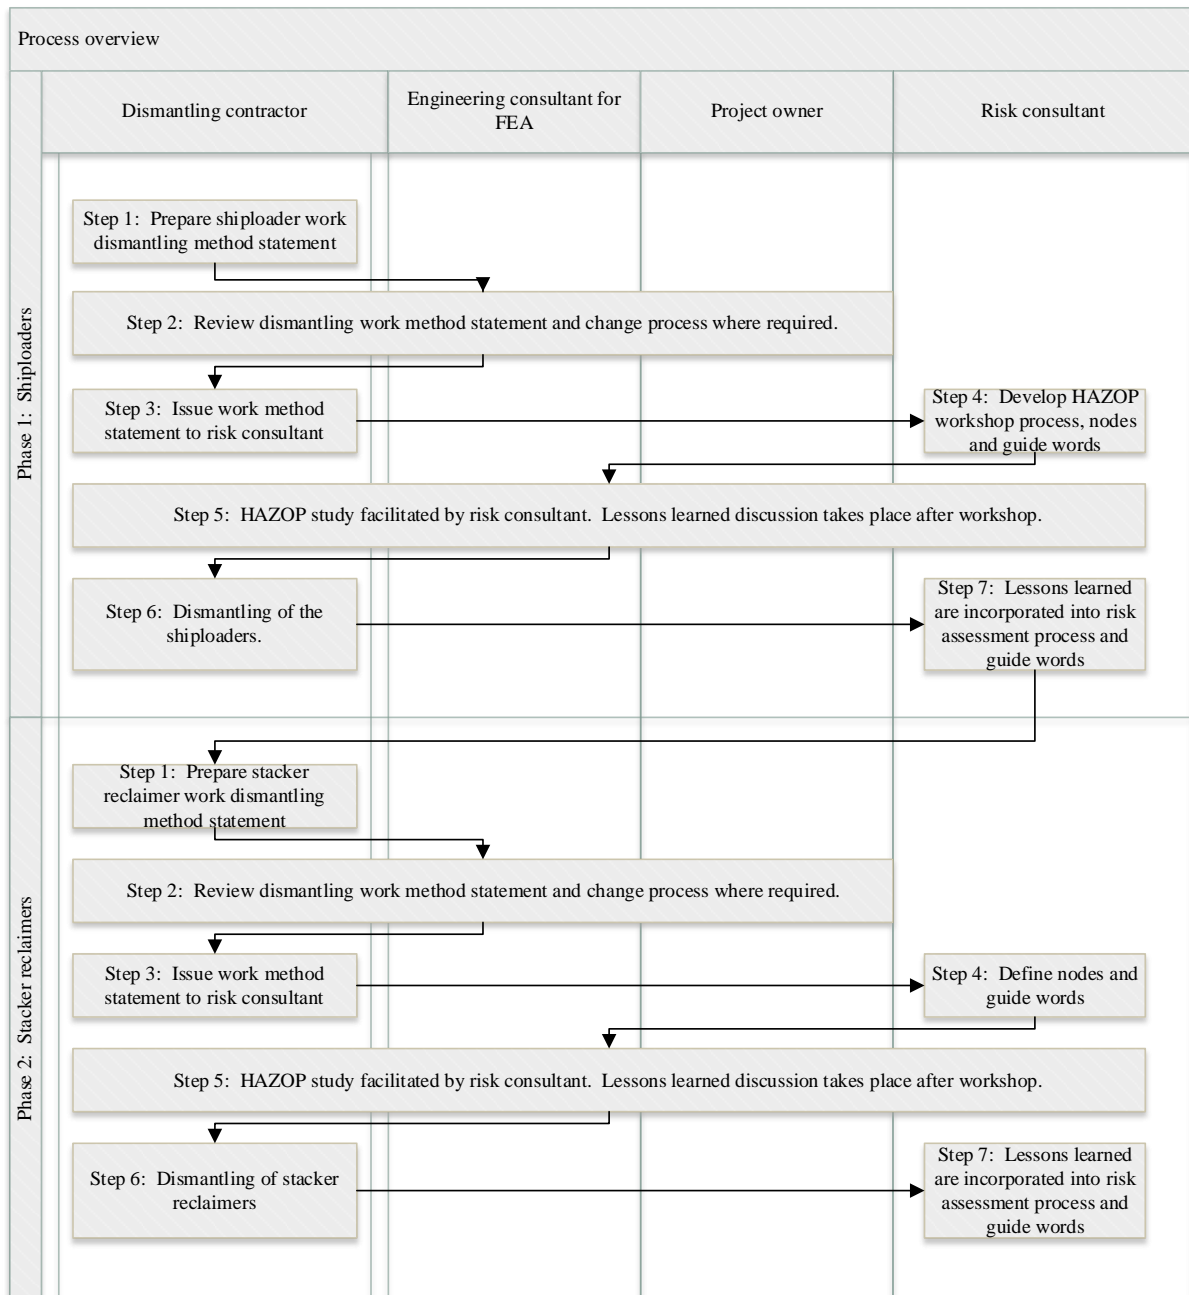 Process overview
Dismantling contractor
Engineering consultant for
FEA
Project owner
Risk consultant
Phase 1:  Shiploaders
Step 1:  Prepare shiploader work
dismantling method statement
Step 2:  Review dismantling work method statement and change process where required.
Step 3:  Issue work method
statement to risk consultant
Step 4:  Develop HAZOP
workshop process, nodes
and guide words
Step 5:  HAZOP study facilitated by risk consultant.  Lessons learned discussion takes place after workshop.
Step 6:  Dismantling of the
shiploaders.
Step 7:  Lessons learned
are incorporated into risk
assessment process and
guide words
Phase 2:  Stacker reclaimers
Step 1:  Prepare stacker
reclaimer work dismantling
method statement
Step 2:  Review dismantling work method statement and change process where required.
Step 3:  Issue work method
statement to risk consultant
Step 4:  Define nodes and
guide words
Step 5:  HAZOP study facilitated by risk consultant.  Lessons learned discussion takes place after workshop.
Step 6:  Dismantling of stacker
reclaimers
Step 7:  Lessons learned
are incorporated into risk
assessment process and
guide words